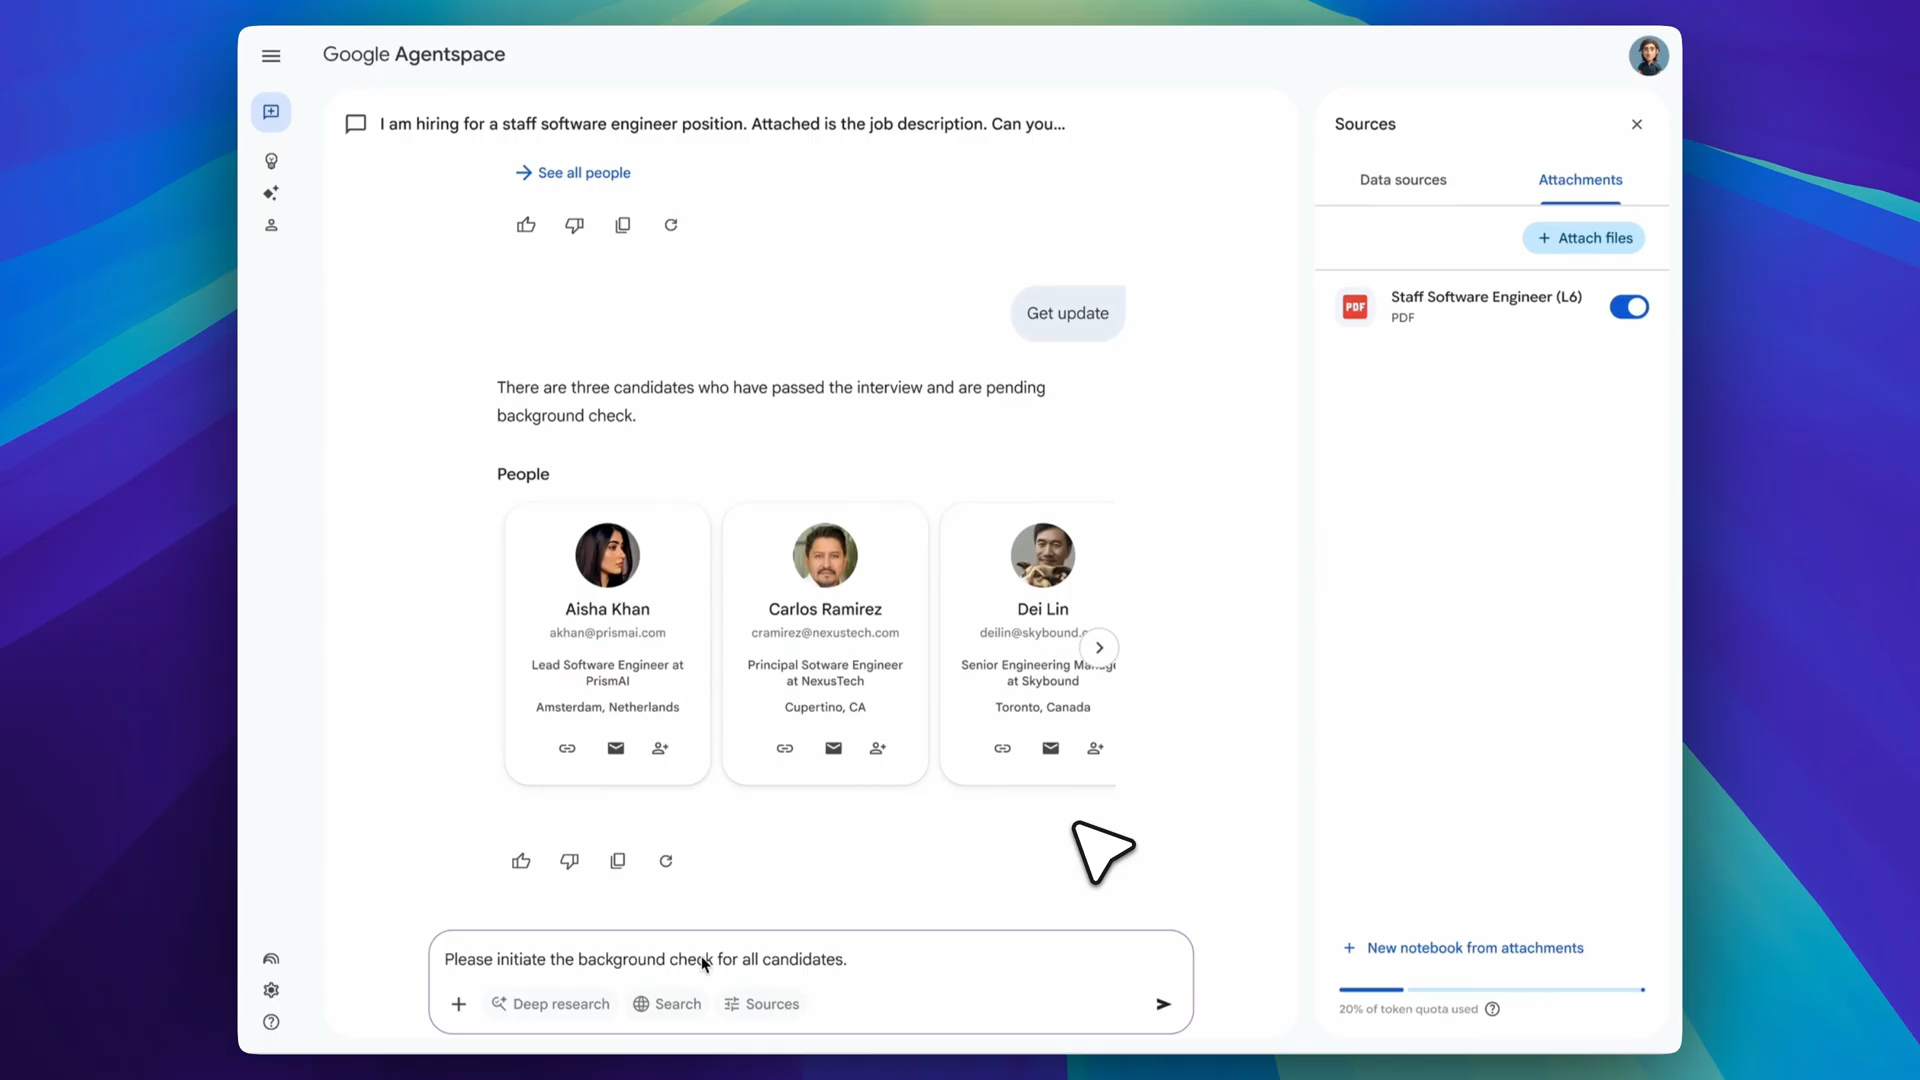 Google Agentspace
I am hiring for a staff software engineer position. Attached is the job description. Can you...
See all people
Get update
There are three candidates who have passed the interview and are pending
background check.
People
Aisha Khan
akhan@prismai.com
Lead Software Engineer at
PrismAI
Amsterdam, Netherlands
Carlos Ramirez
cramirez@nexustech.com
Principal Sotware Engineer
at NexusTech
Cupertino, CA
Dei Lin
deilin@skybound.
Senior Engineering
at Skybound
Toronto, Canada
Please initiate the background check for all candidates.
Deep research
Search
Sources
Sources
Data sources
Attachments
+ Attach files
PDF
Staff Software Engineer (L6)
PDF
+ New notebook from attachments
20% of token quota used